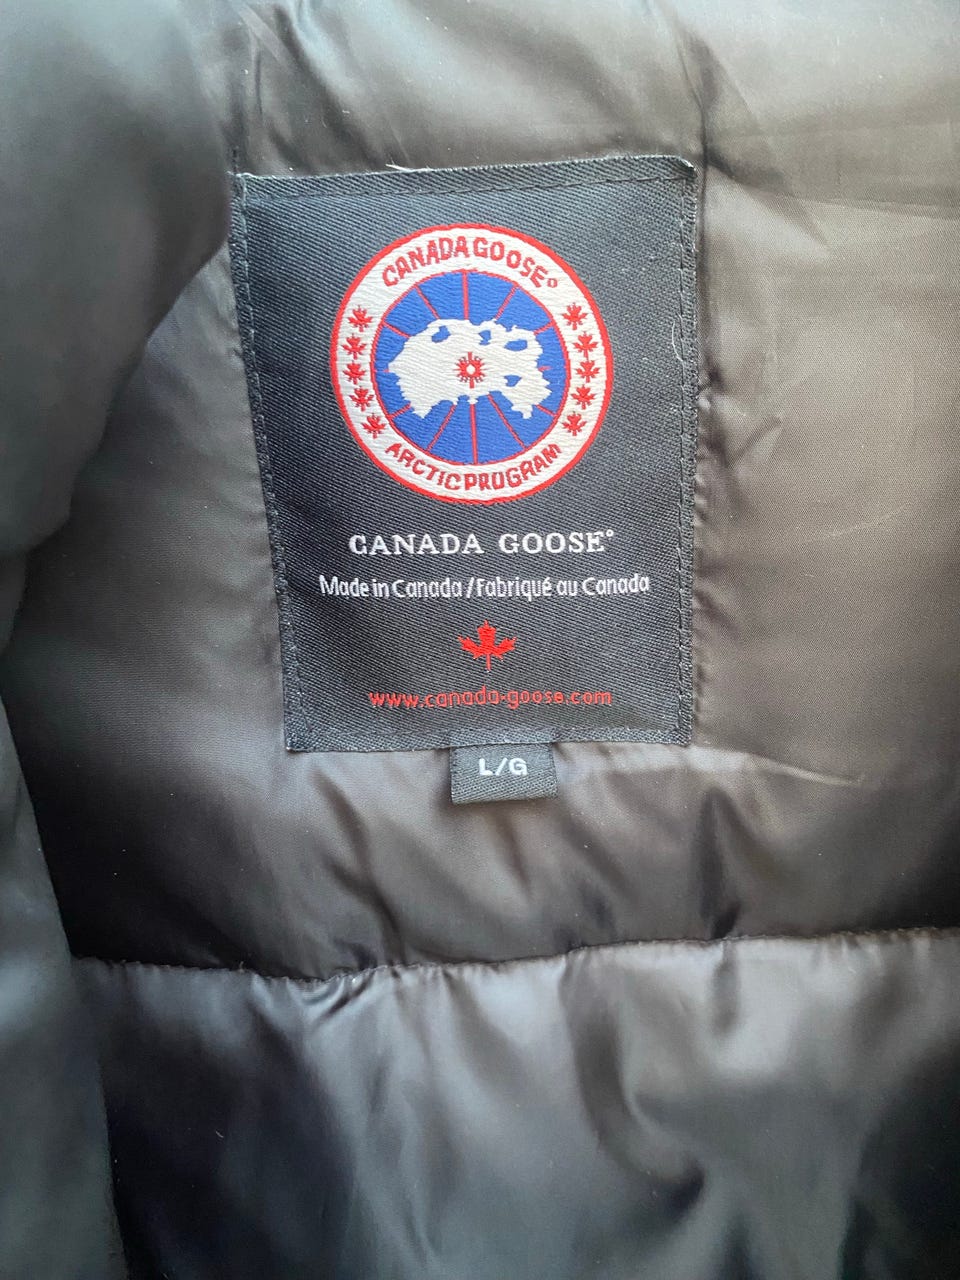 CANADA GOOSE®
ARCTIC PROGRAM
CANADA GOOSE®
Made in Canada / Fabriqué au Canada
www.canada-goose.com
L/G